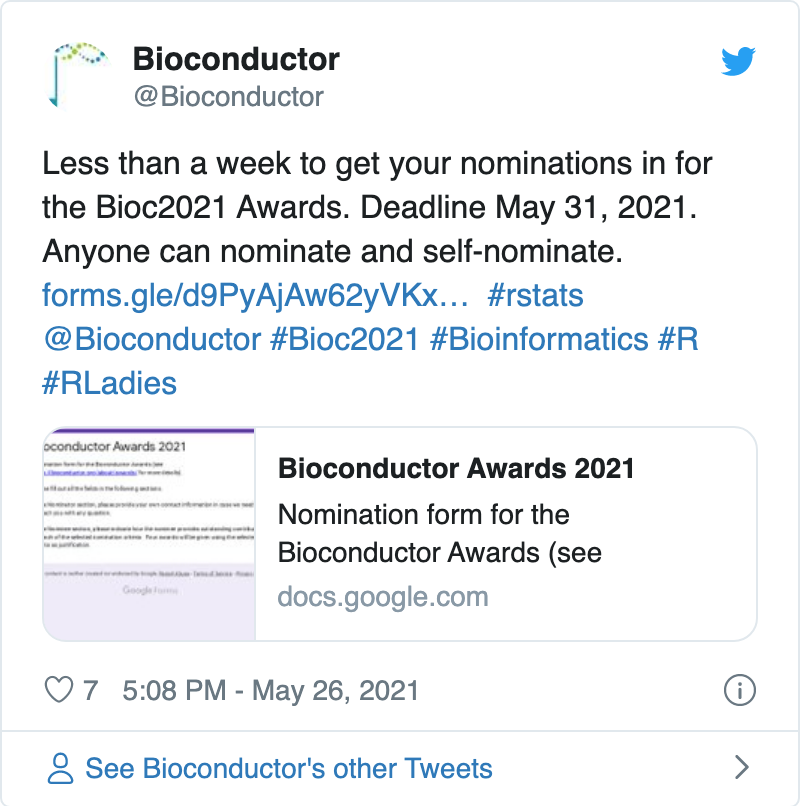 Bioconductor
@Bioconductor
Less than a week to get your nominations in for
the Bioc2021 Awards. Deadline May 31, 2021.
Anyone can nominate and self-nominate.
forms.gle/d9PyAjAw62yVKx… #rstats
@Bioconductor #Bioc2021 #Bioinformatics #R
#RLadies
oconductor Awards 2021
Google Forms
Bioconductor Awards 2021
Nomination form for the
Bioconductor Awards (see
docs.google.com
7 5:08 PM - May 26, 2021
See Bioconductor's other Tweets